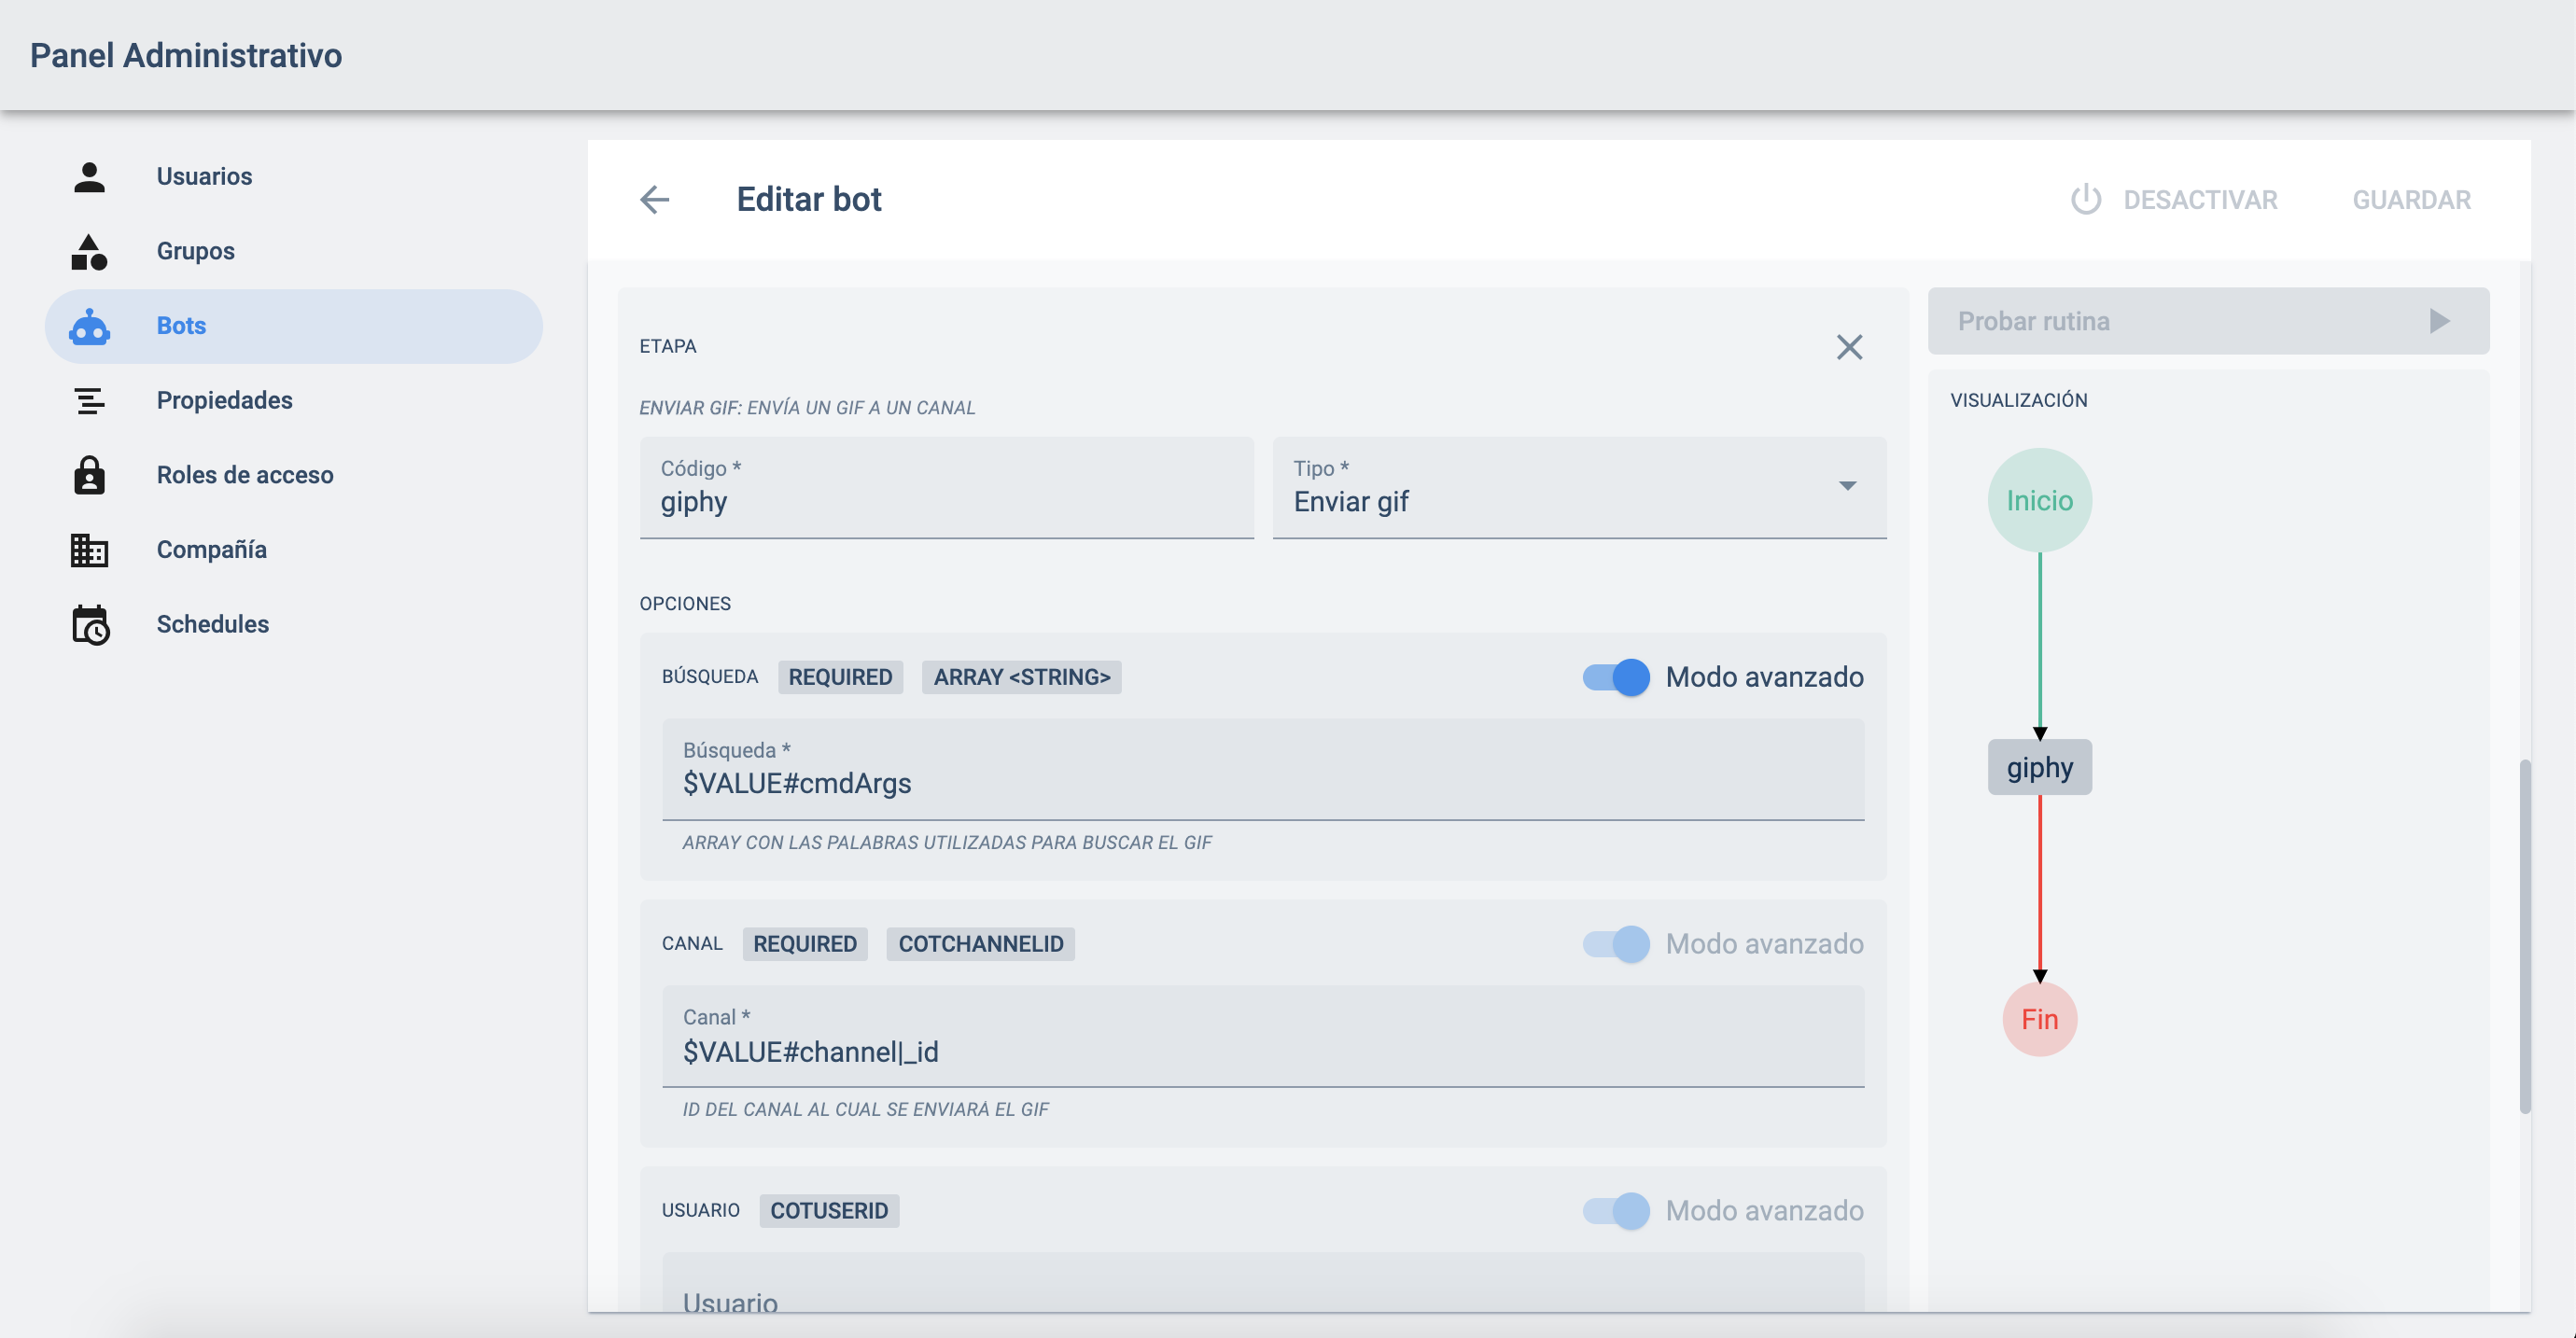 Panel Administrativo
Usuarios
Grupos
Bots
Propiedades
Roles de acceso
Compañía
Schedules
Editar bot
DESACTIVAR
GUARDAR
ETAPA
ENVIAR GIF: ENVÍA UN GIF A UN CANAL
Código *
giphy
Tipo *
Enviar gif
OPCIONES
BÚSQUEDA REQUIRED ARRAY <STRING> Modo avanzado
Búsqueda *
$VALUE#cmdArgs
ARRAY CON LAS PALABRAS UTILIZADAS PARA BUSCAR EL GIF
CANAL REQUIRED COTCHANNELID Modo avanzado
Canal *
$VALUE#channel|_id
ID DEL CANAL AL CUAL SE ENVIARÁ EL GIF
USUARIO COTUSERID Modo avanzado
Usuario
Probar rutina
VISUALIZACIÓN
Inicio
giphy
Fin